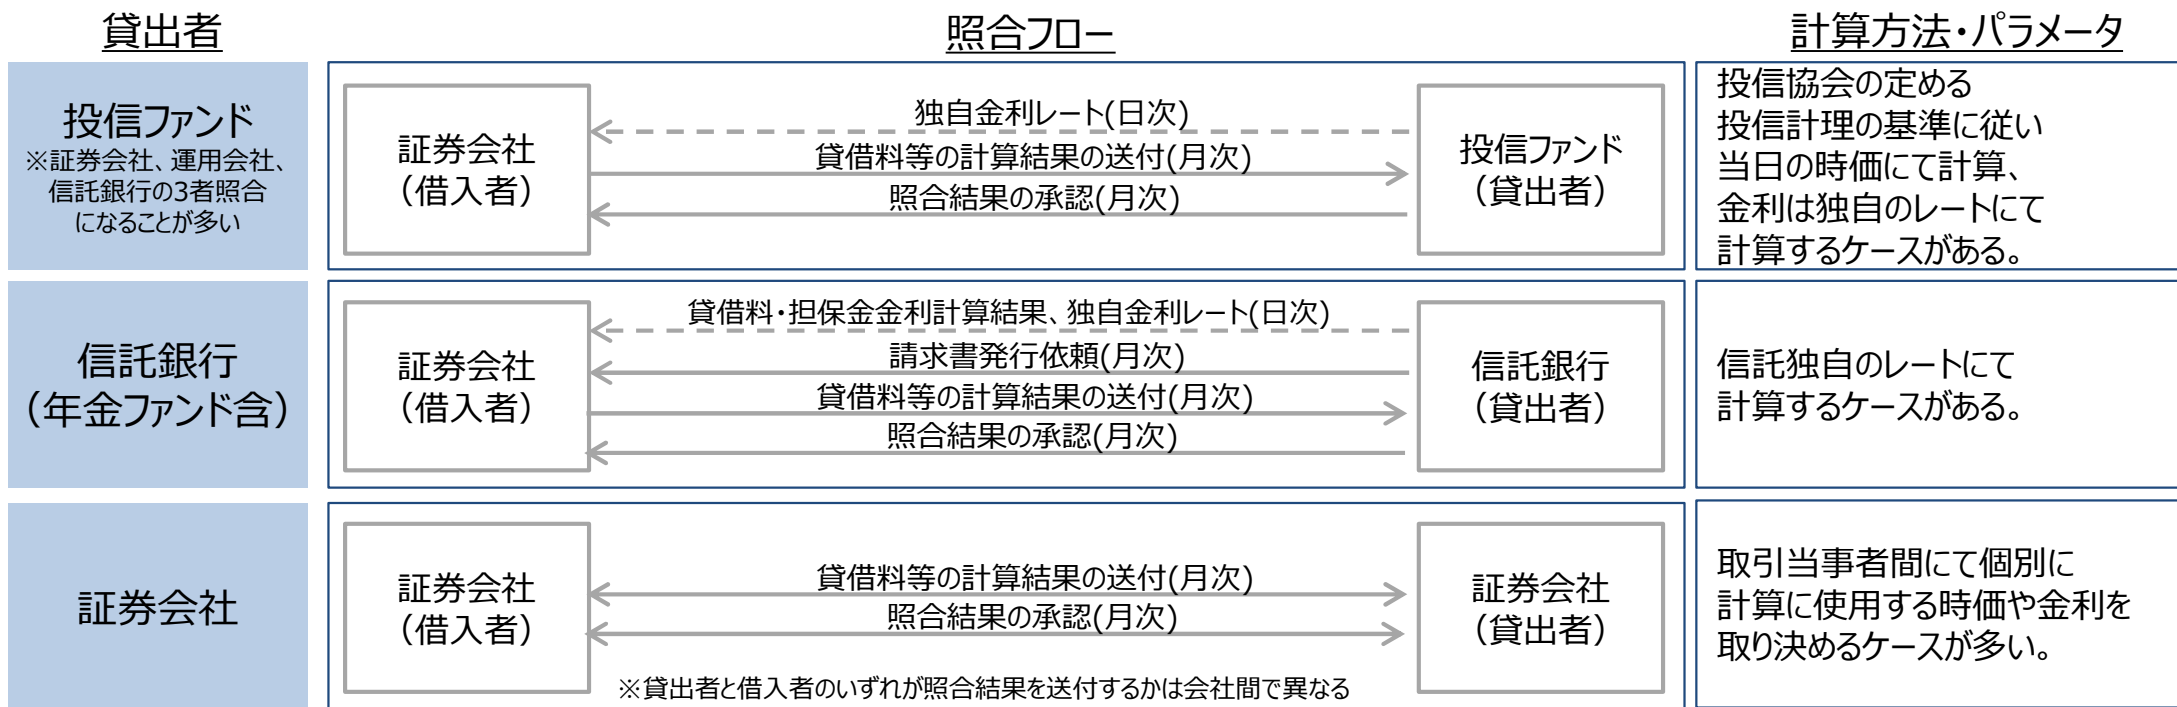 貸出者
照合フロー
計算方法・パラメータ
投信ファンド
※証券会社、運用会社、
信託銀行の3者照合
になることが多い
証券会社
（借入者）
独自金利レート(日次)
貸借料等の計算結果の送付(月次)
照合結果の承認(月次)
投信ファンド
（貸出者）
投信協会の定める
投信計理の基準に従い
当日の時価にて計算、
金利は独自のレートにて
計算するケースがある。
信託銀行
（年金ファンド含）
証券会社
（借入者）
貸借料・担保金金利計算結果、独自金利レート(日次)
請求書発行依頼(月次)
貸借料等の計算結果の送付(月次)
照合結果の承認(月次)
信託銀行
（貸出者）
信託独自のレートにて
計算するケースがある。
証券会社
証券会社
（借入者）
貸借料等の計算結果の送付(月次)
照合結果の承認(月次)
証券会社
（貸出者）
※貸出者と借入者のいずれが照合結果を送付するかは会社間で異なる
取引当事者間にて個別に
計算に使用する時価や金利を
取り決めるケースが多い。